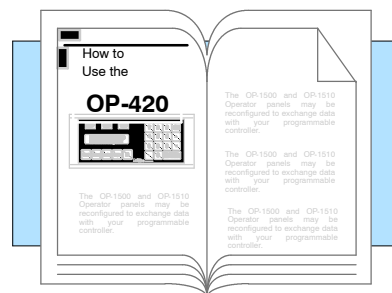 How to
Use the
OP-420
The OP-1500 and OP-1510
Operator panels may be
reconfigured to exchange data
with your programmable
controller.
The OP-1500 and OP-1510
Operator panels may be
reconfigured to exchange data
with your programmable
controller.
The OP-1500 and OP-1510
Operator panels may be
reconfigured to exchange data
with your programmable
controller.
The OP-1500 and OP-1510
Operator panels may be
reconfigured to exchange data
with your programmable
controller.